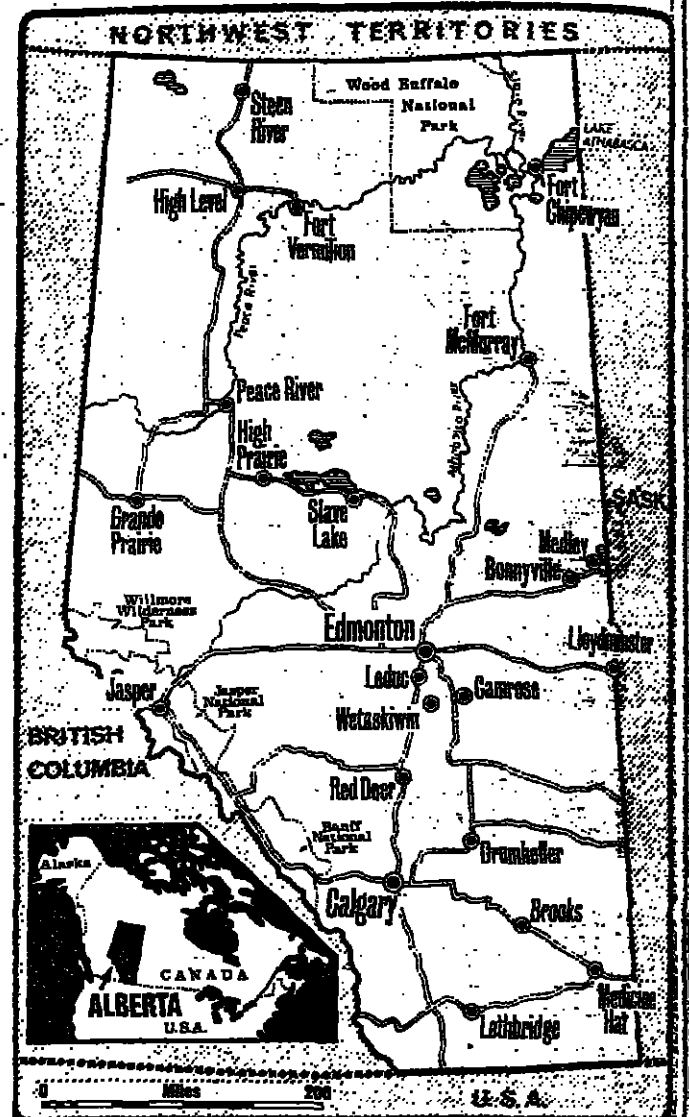 NORTHWEST TERRITORIES
Steen
River
Wood Buffalo
National
Park
LAKE
ATHABASCA
High Level
Fort
Vermilion
Fort
Chipewyan
Peace River
Fort
McMurray
Peace River
High
Prairie
Grande
Prairie
Slave
Lake
SASK
Medley
Bonnyville
Willmore
Wilderness
Park
Edmonton
Lloydminster
Leduc
Camrose
Jasper
Jasper
National
Park
Wetaskiwin
BRITISH
COLUMBIA
Red Deer
Banff
National
Park
Drumheller
Calgary
Brooks
Medicine
Hat
Lethbridge
Alaska
CANADA
ALBERTA
U.S.A.
0 Miles 200
U.S.A.